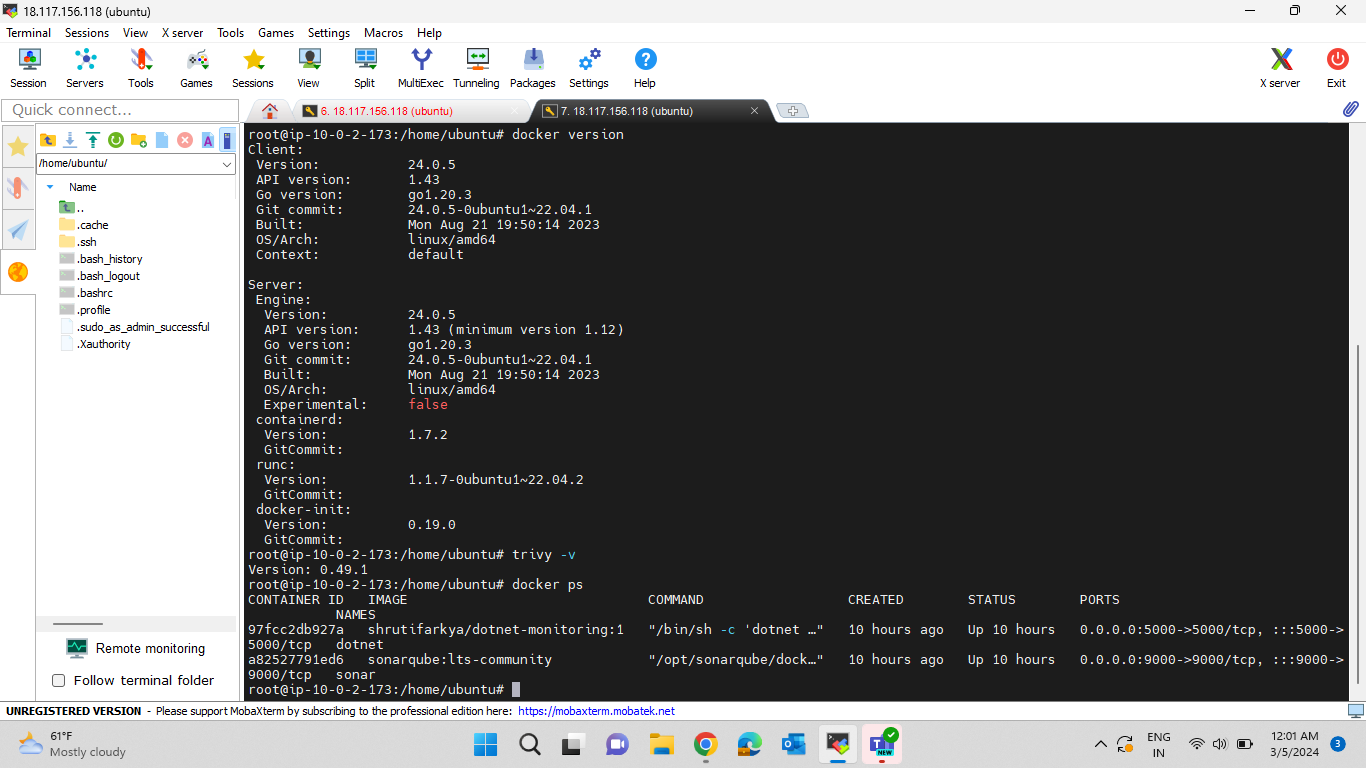 18.117.156.118 (ubuntu)
Terminal Sessions View X server Tools Games Settings Macros Help
Session Servers Tools Games Sessions View Split MultiExec Tunneling Packages Settings Help X server Exit
Quick connect...
6. 18.117.156.118 (ubuntu)
7. 18.117.156.118 (ubuntu)
/home/ubuntu/
Name
..
.cache
.ssh
.bash_history
.bash_logout
.bashrc
.profile
.sudo_as_admin_successful
.Xauthority
Remote monitoring
Follow terminal folder
root@ip-10-0-2-173:/home/ubuntu# docker version
Client:
Version: 24.0.5
API version: 1.43
Go version: go1.20.3
Git commit: 24.0.5-0ubuntu1~22.04.1
Built: Mon Aug 21 19:50:14 2023
OS/Arch: linux/amd64
Context: default
Server:
Engine:
Version: 24.0.5
API version: 1.43 (minimum version 1.12)
Go version: go1.20.3
Git commit: 24.0.5-0ubuntu1~22.04.1
Built: Mon Aug 21 19:50:14 2023
OS/Arch: linux/amd64
Experimental: false
containerd:
Version: 1.7.2
GitCommit:
runc:
Version: 1.1.7-0ubuntu1~22.04.2
GitCommit:
docker-init:
Version: 0.19.0
GitCommit:
root@ip-10-0-2-173:/home/ubuntu# trivy -v
Version: 0.49.1
root@ip-10-0-2-173:/home/ubuntu# docker ps
CONTAINER ID IMAGE COMMAND CREATED STATUS PORTS
NAMES
97fcc2db927a shrutifarkya/dotnet-monitoring:1 "/bin/sh -c 'dotnet …" 10 hours ago Up 10 hours 0.0.0.0:5000->5000/tcp, :::5000->
5000/tcp dotnet
a82527791ed6 sonarqube:lts-community "/opt/sonarqube/dock…" 10 hours ago Up 10 hours 0.0.0.0:9000->9000/tcp, :::9000->
9000/tcp sonar
root@ip-10-0-2-173:/home/ubuntu#
UNREGISTERED VERSION - Please support MobaXterm by subscribing to the professional edition here: https://mobaxterm.mobatek.net
61°F
Mostly cloudy
NEW
ENG
IN
12:01 AM
3/5/2024
3